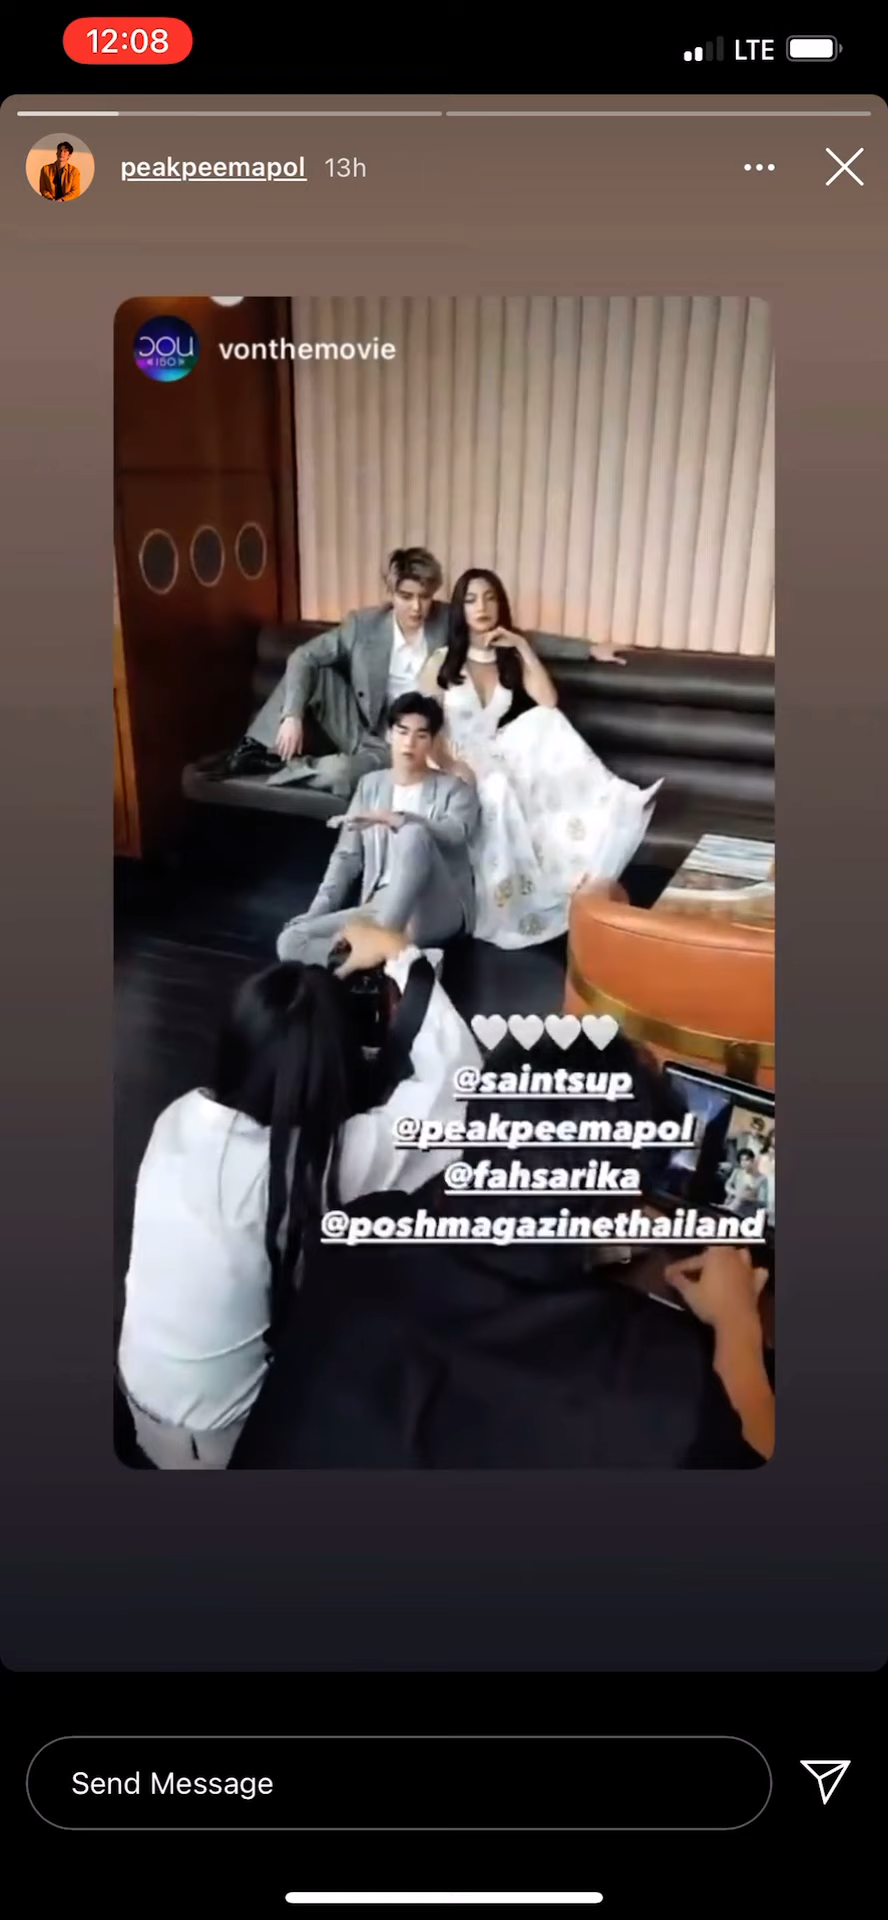 12:08
LTE
peakpeemapol 13h
vonthemovie
@saintsup
@peakpeemapol
@fahsarika
@poshmagazinethailand
Send Message